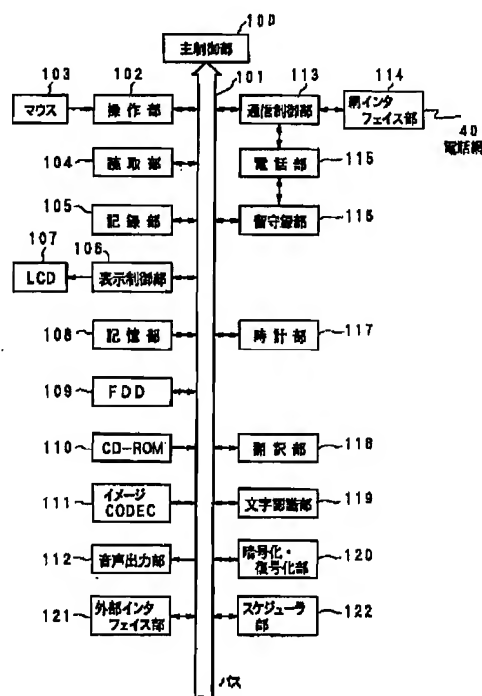 100
主制御部
101
103
マウス
102
操作部
113
通信制御部
114
網インタ
フェイス部
40
電話網
104
読取部
電話部
115
105
記録部
留守録部
116
107
LCD
106
表示制御部
108
記憶部
時計部
117
109
FDD
110
CD-ROM
翻訳部
118
111
イメージ
CODEC
文字認識部
119
112
音声出力部
暗号化・
復号化部
120
121
外部インタ
フェイス部
スケジューラ
部
122
バス